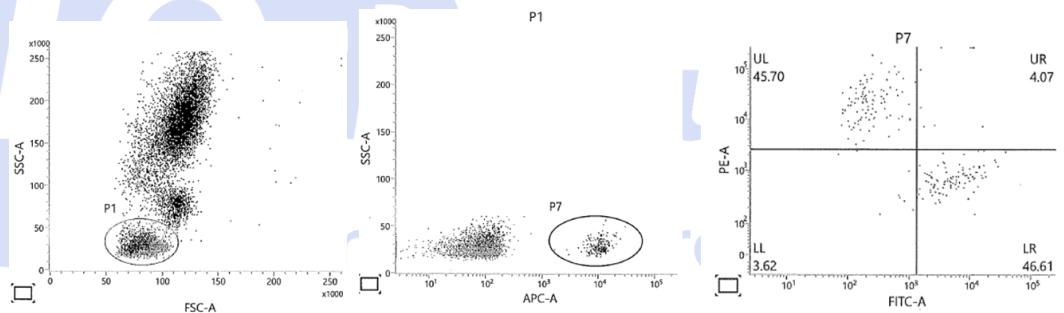 x1000
250
200
150
100
50
0
SSC-A
P1
0
50
100
150
200
250
x1000
FSC-A
P1
x1000
250
200
150
100
50
0
SSC-A
P7
10¹
10²
10³
10⁴
10⁵
APC-A
P7
UL
45.70
UR
4.07
10⁵
10⁴
10³
10²
0
PE-A
LL
3.62
LR
46.61
10¹
10²
10³
10⁴
10⁵
FITC-A